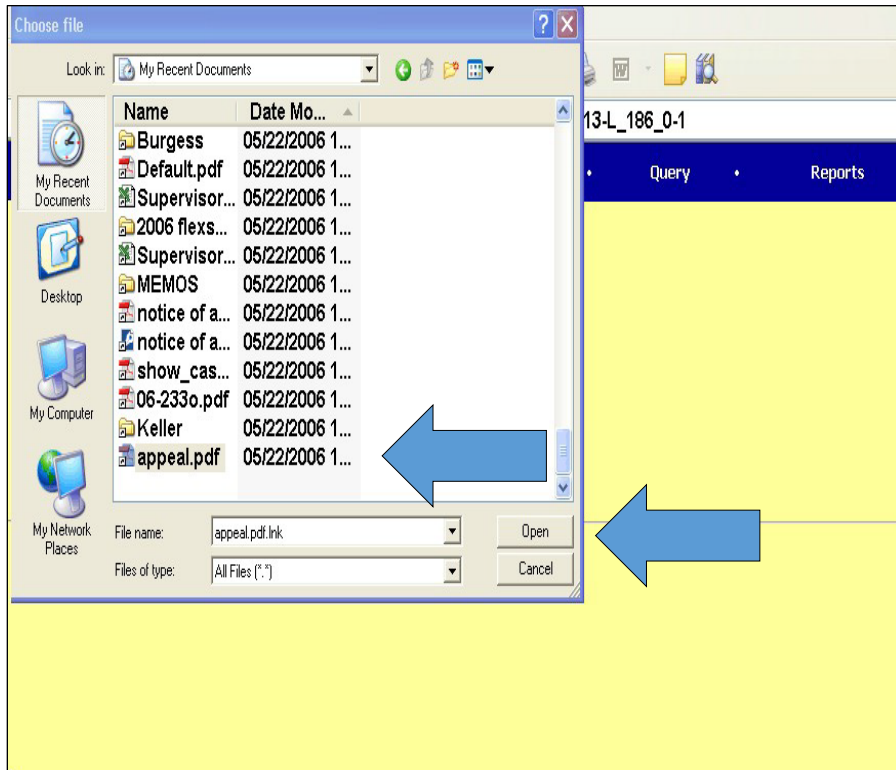 Choose file
Look in: My Recent Documents
13-L_186_0-1
• Query • Reports
My Recent
Documents
Desktop
My Computer
My Network
Places
Name Date Mo...
Burgess 05/22/2006 1...
Default.pdf 05/22/2006 1...
Supervisor... 05/22/2006 1...
2006 flexs... 05/22/2006 1...
Supervisor... 05/22/2006 1...
MEMOS 05/22/2006 1...
notice of a... 05/22/2006 1...
notice of a... 05/22/2006 1...
show_cas... 05/22/2006 1...
06-233o.pdf 05/22/2006 1...
Keller 05/22/2006 1...
appeal.pdf 05/22/2006 1...
File name: appeal.pdf.lnk Open
Files of type: All Files (*.*) Cancel